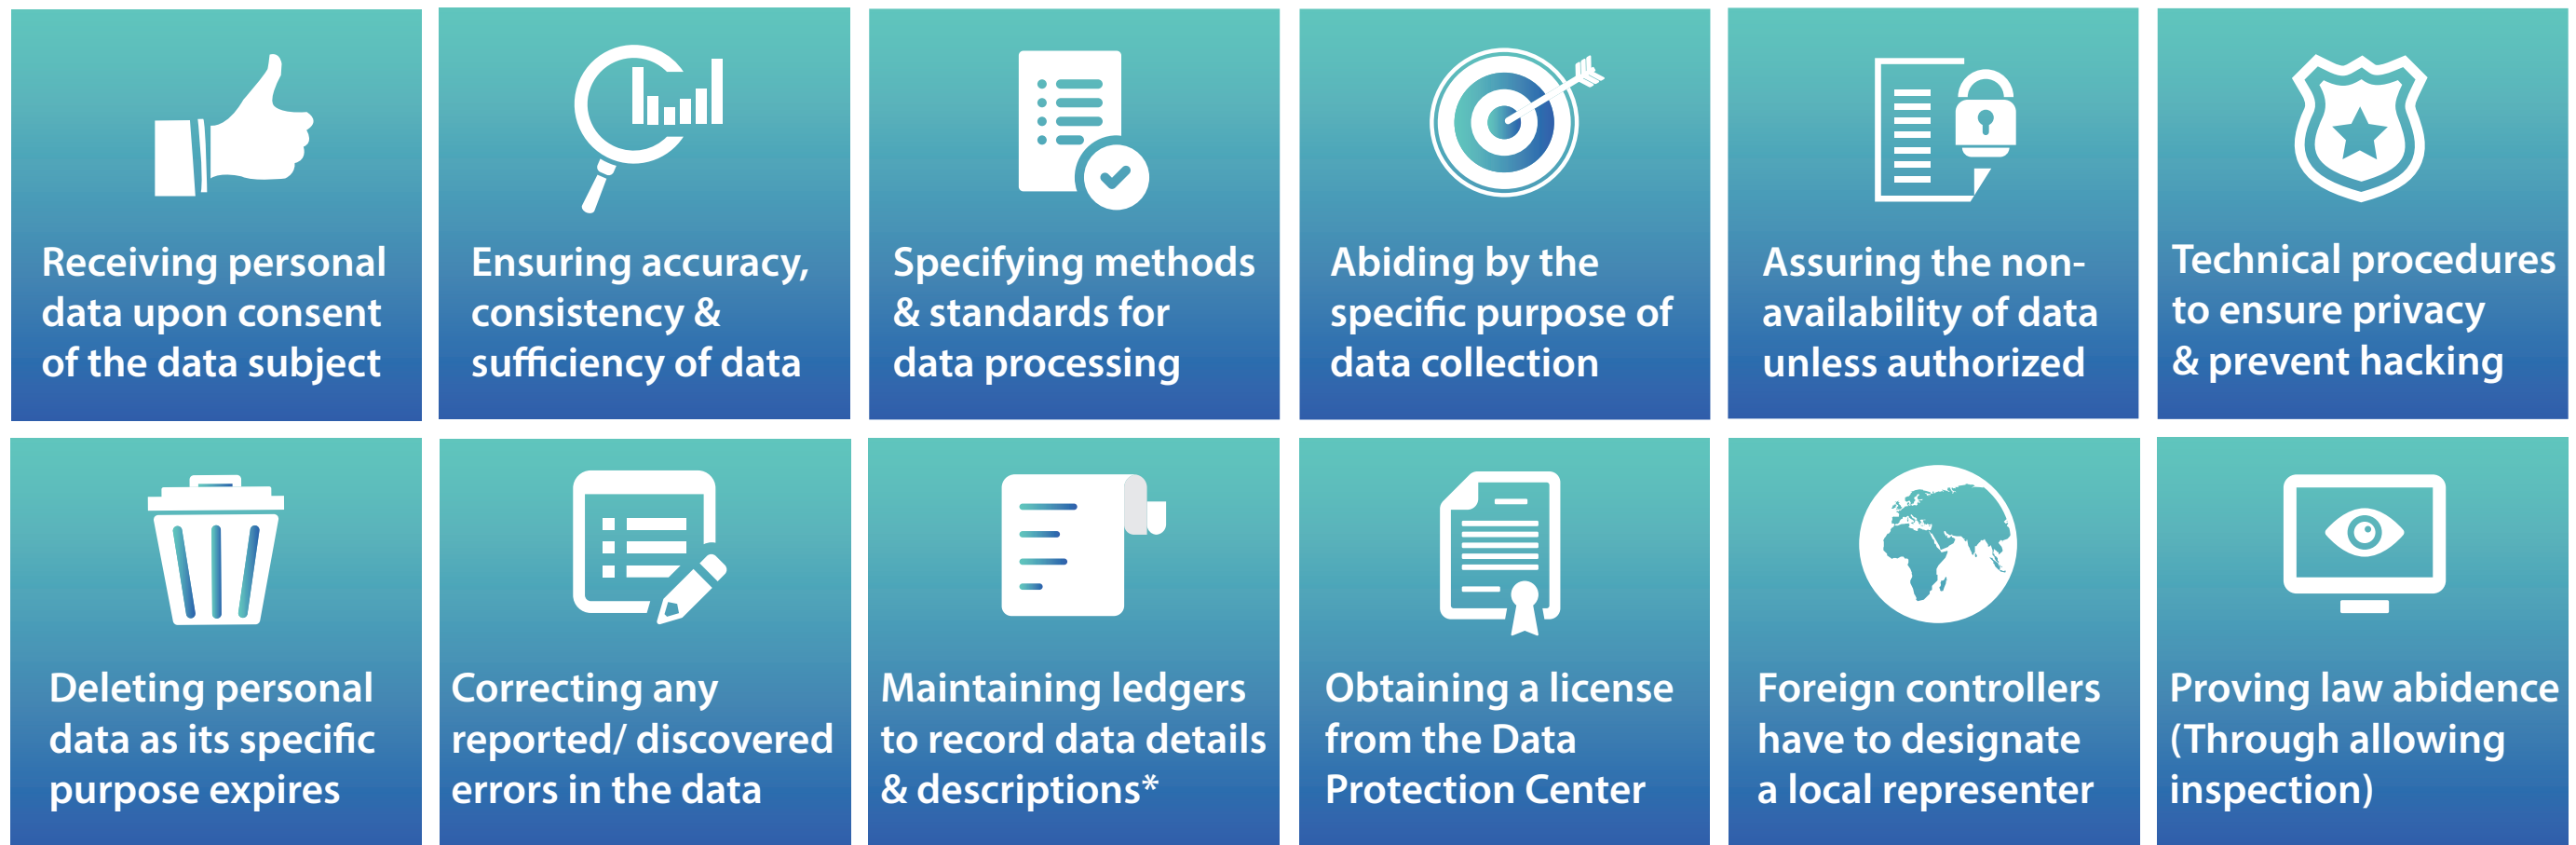 Receiving personal
data upon consent
of the data subject
Ensuring accuracy,
consistency &
sufficiency of data
Specifying methods
& standards for
data processing
Abiding by the
specific purpose of
data collection
Assuring the non-
availability of data
unless authorized
Technical procedures
to ensure privacy
& prevent hacking
Deleting personal
data as its specific
purpose expires
Correcting any
reported/ discovered
errors in the data
Maintaining ledgers
to record data details
& descriptions*
Obtaining a license
from the Data
Protection Center
Foreign controllers
have to designate
a local representer
Proving law abidence
(Through allowing
inspection)